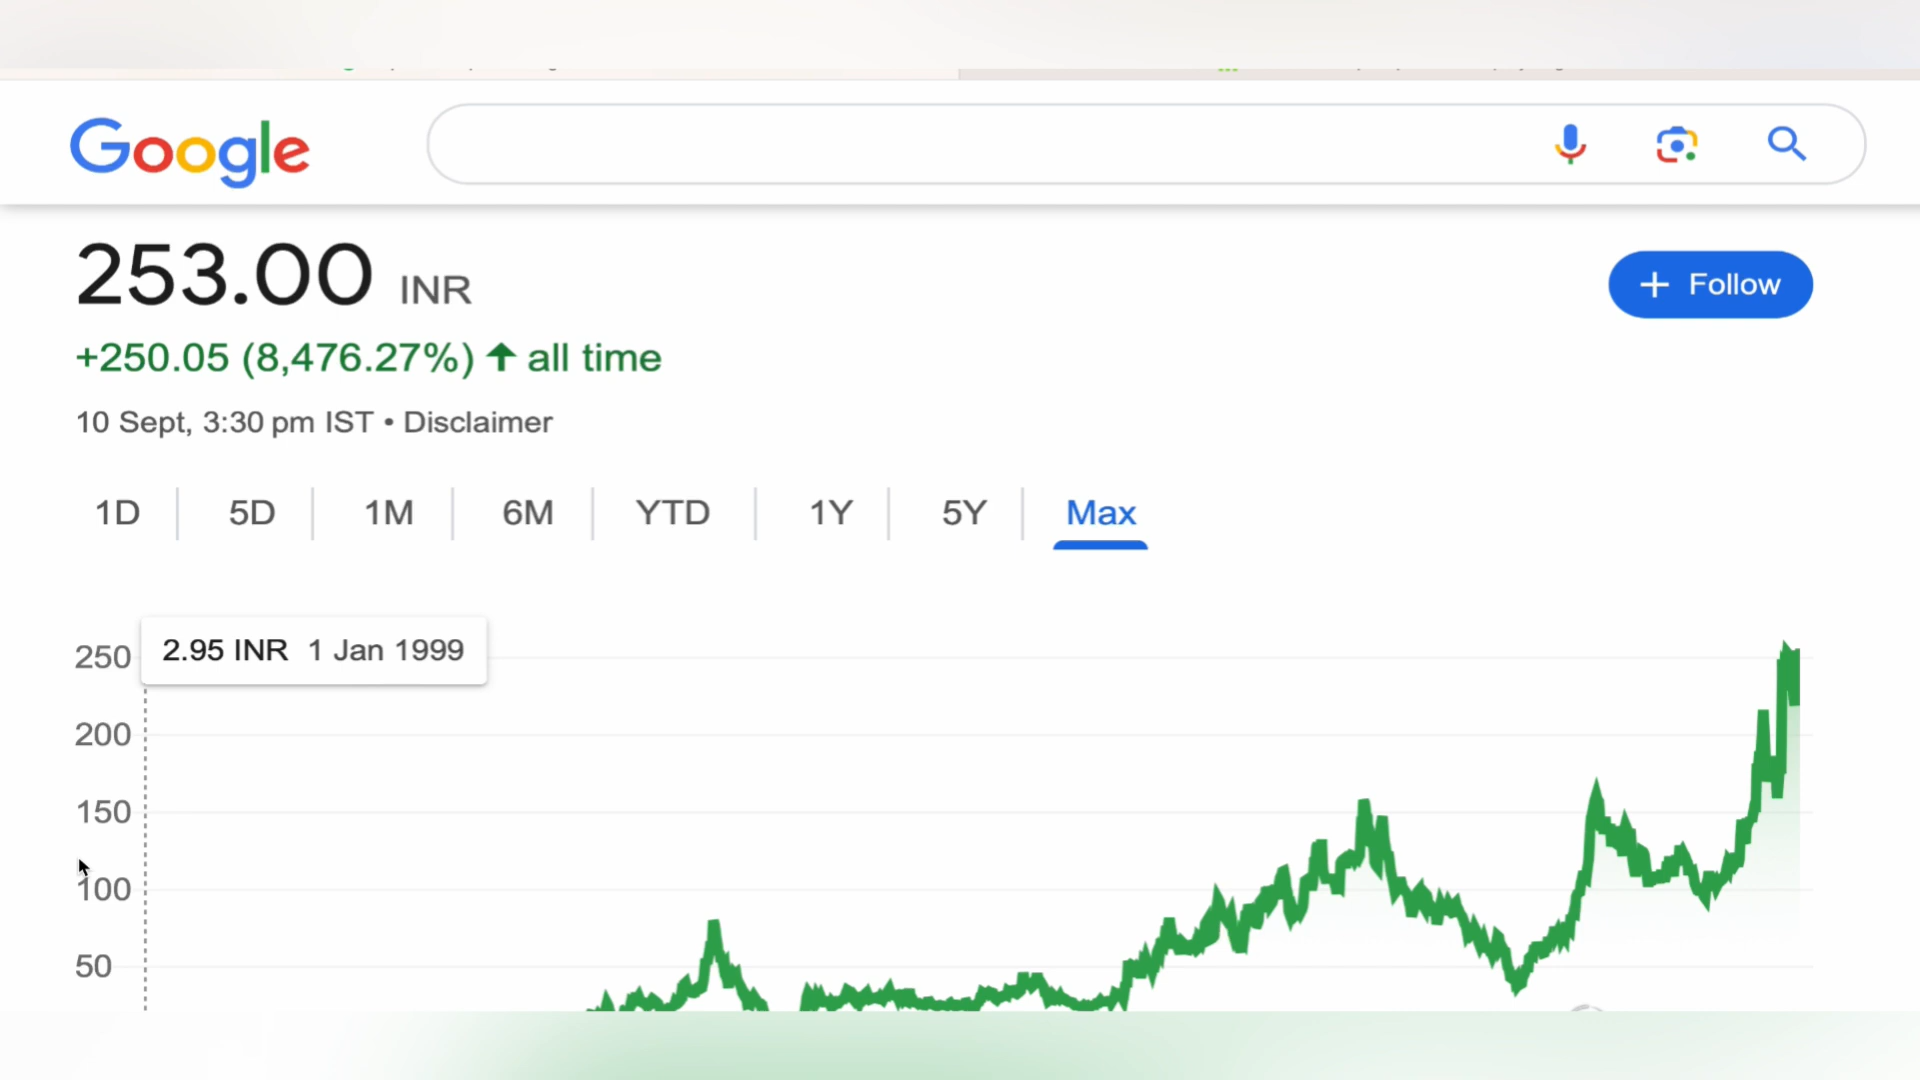 Google
253.00 INR
+ Follow
+250.05 (8,476.27%) ↑ all time
10 Sept, 3:30 pm IST • Disclaimer
1D 5D 1M 6M YTD 1Y 5Y Max
2.95 INR 1 Jan 1999
250
200
150
100
50